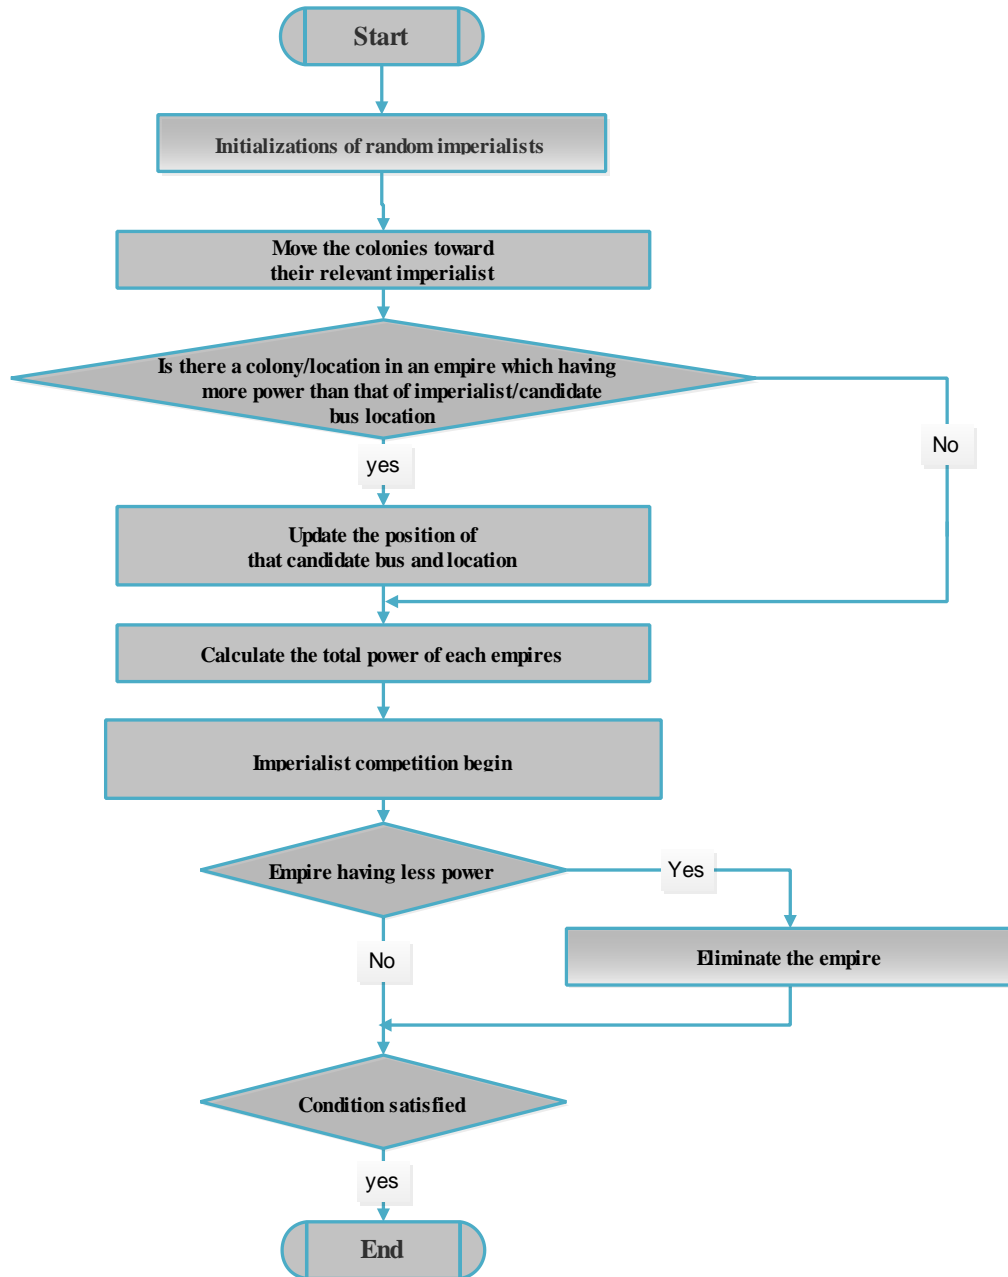 Start
Initializations of random imperialists
Move the colonies toward
their relevant imperialist
Is there a colony/location in an empire which having
more power than that of imperialist/candidate
bus location
No
yes
Update the position of
that candidate bus and location
Calculate the total power of each empires
Imperialist competition begin
Empire having less power
Yes
No
Eliminate the empire
Condition satisfied
yes
End